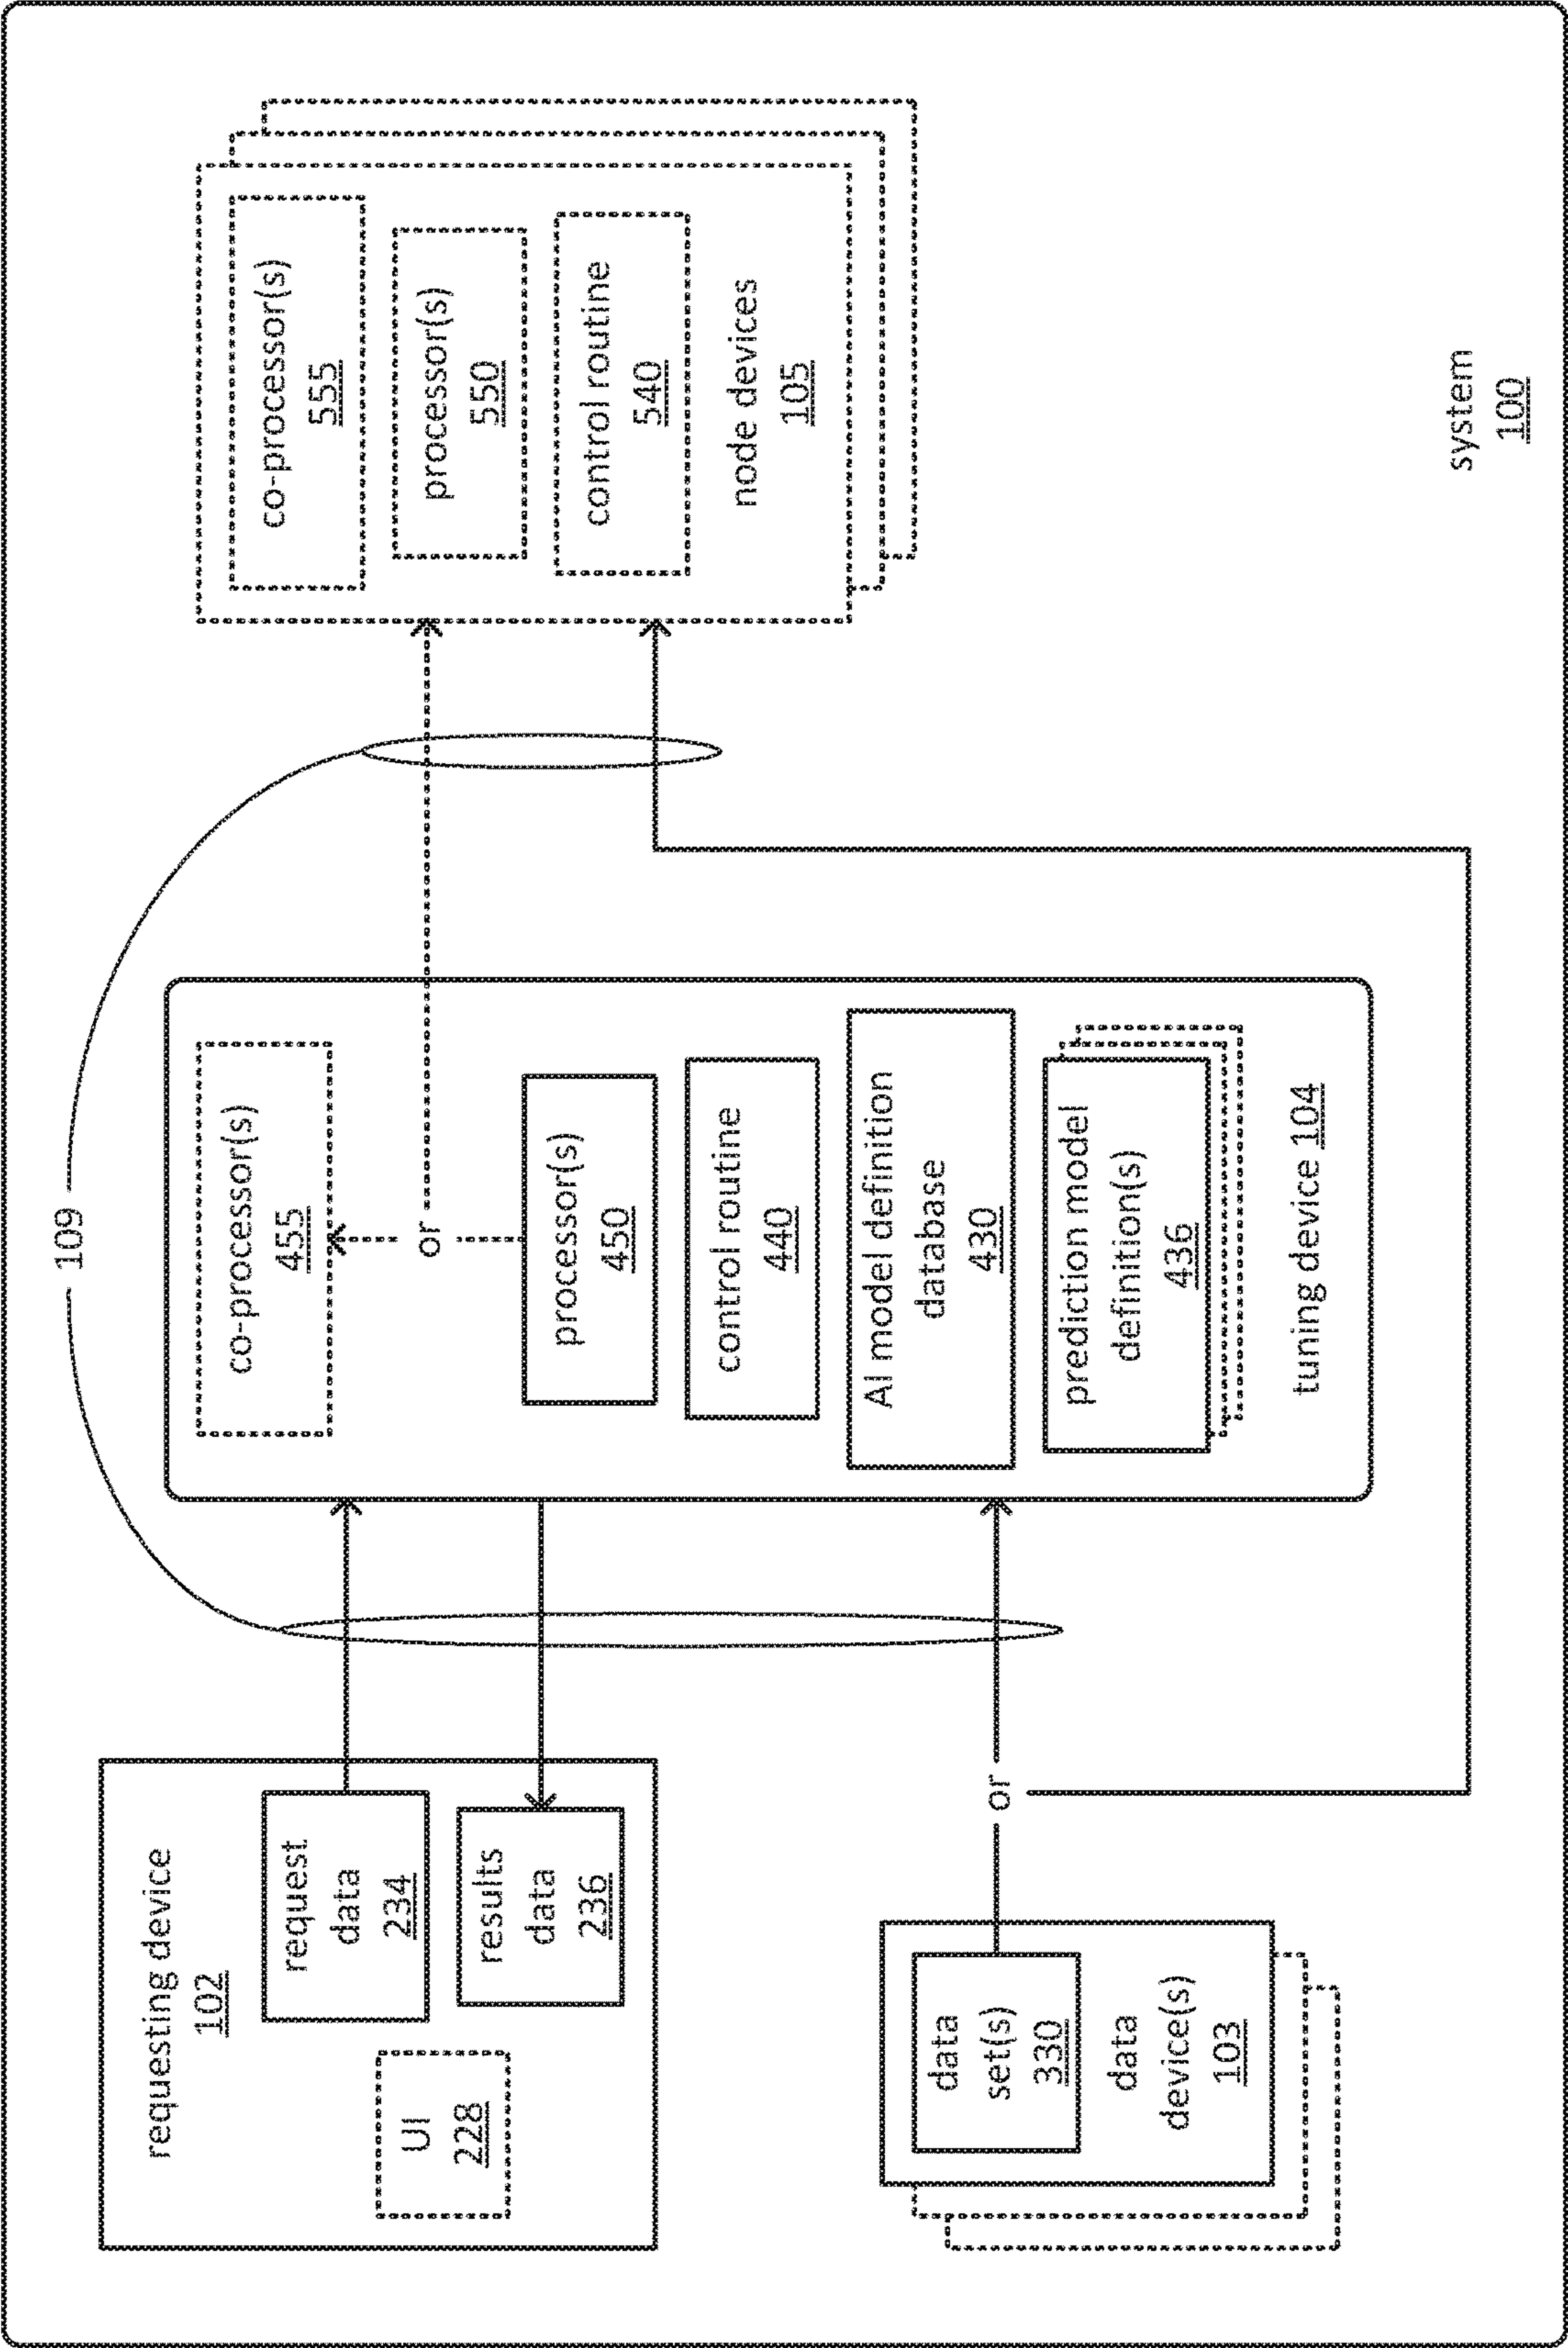 109
requesting device
102
UI
228
request
data
234
results
data
236
data
set(s)
330
data
device(s)
103
or
co-processor(s)
455
or
processor(s)
450
control routine
440
AI model definition
database
430
prediction model
definition(s)
436
tuning device 104
co-processor(s)
555
processor(s)
550
control routine
540
node devices
105
system
100